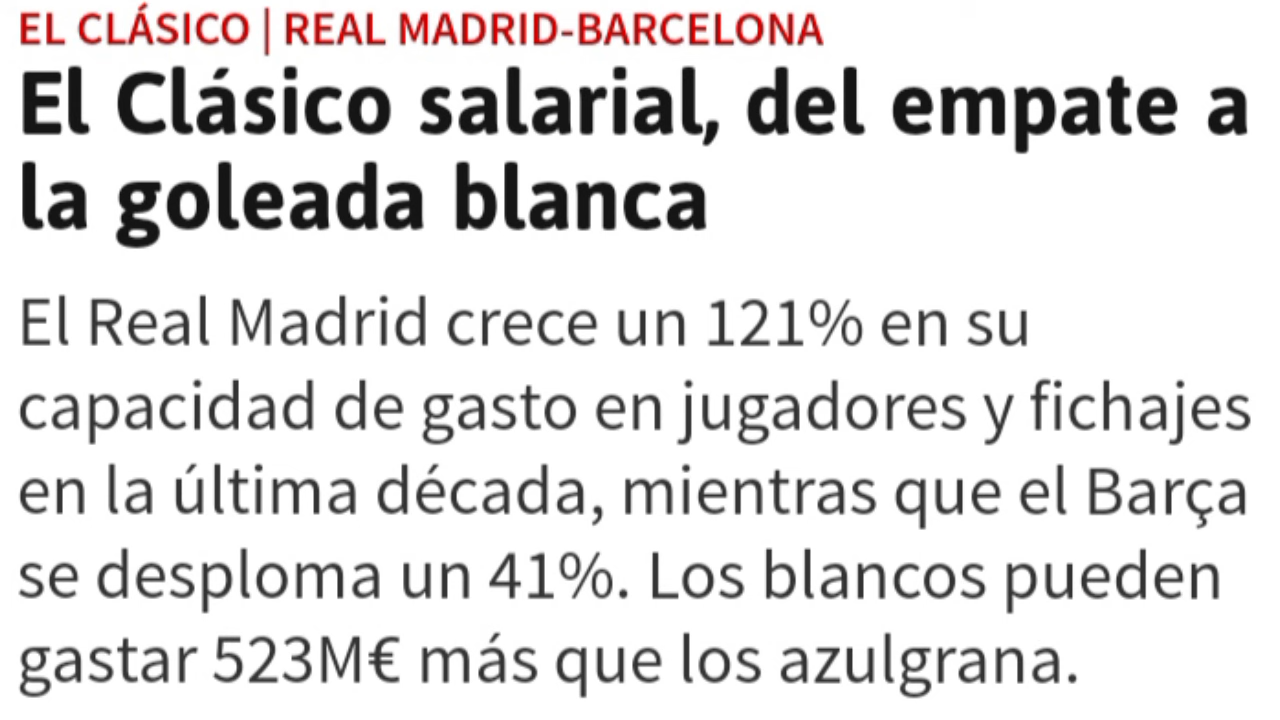 EL CLÁSICO | REAL MADRID-BARCELONA
El Clásico salarial, del empate a
la goleada blanca
El Real Madrid crece un 121% en su
capacidad de gasto en jugadores y fichajes
en la última década, mientras que el Barça
se desploma un 41%. Los blancos pueden
gastar 523M€ más que los azulgrana.